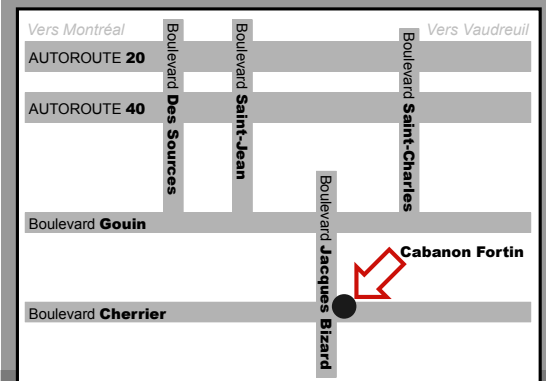 Vers Montréal
Vers Vaudreuil
Boulevard Des Sources
Boulevard Saint-Jean
Boulevard Saint-Charles
AUTOROUTE 20
AUTOROUTE 40
Boulevard Jacques Bizard
Boulevard Gouin
Cabanon Fortin
Boulevard Cherrier